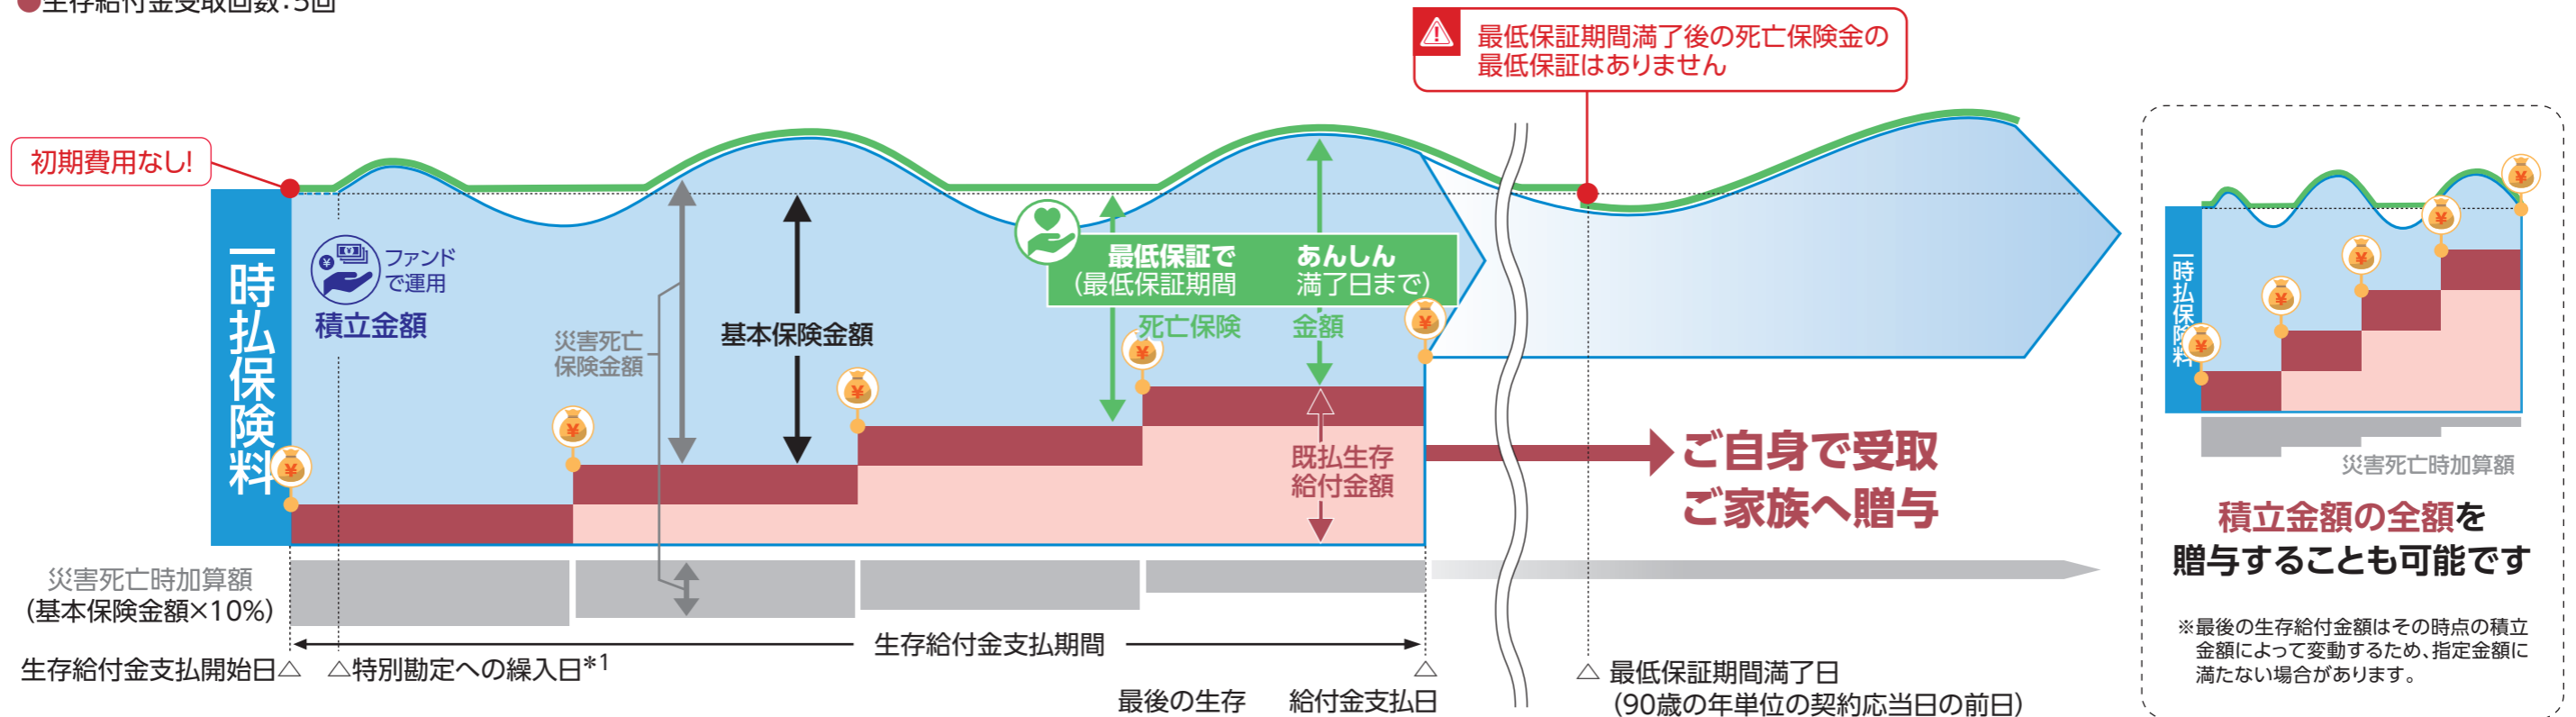 ●生存給付金受取回数：5回
最低保証期間満了後の死亡保険金の
最低保証はありません
初期費用なし!
一時払保険料
ファンド
で運用
積立金額
災害死亡
保険金額
基本保険金額
最低保証で あんしん
(最低保証期間 満了日まで)
死亡保険 金額
既払生存
給付金額
ご自身で受取
ご家族へ贈与
災害死亡時加算額
(基本保険金額×10%)
生存給付金支払期間
生存給付金支払開始日△
△特別勘定への繰入日*1
△
最後の生存 給付金支払日
△ 最低保証期間満了日
(90歳の年単位の契約応当日の前日)
一時払保険料
災害死亡時加算額
積立金額の全額を
贈与することも可能です
※最後の生存給付金額はその時点の積立
金額によって変動するため、指定金額に
満たない場合があります。